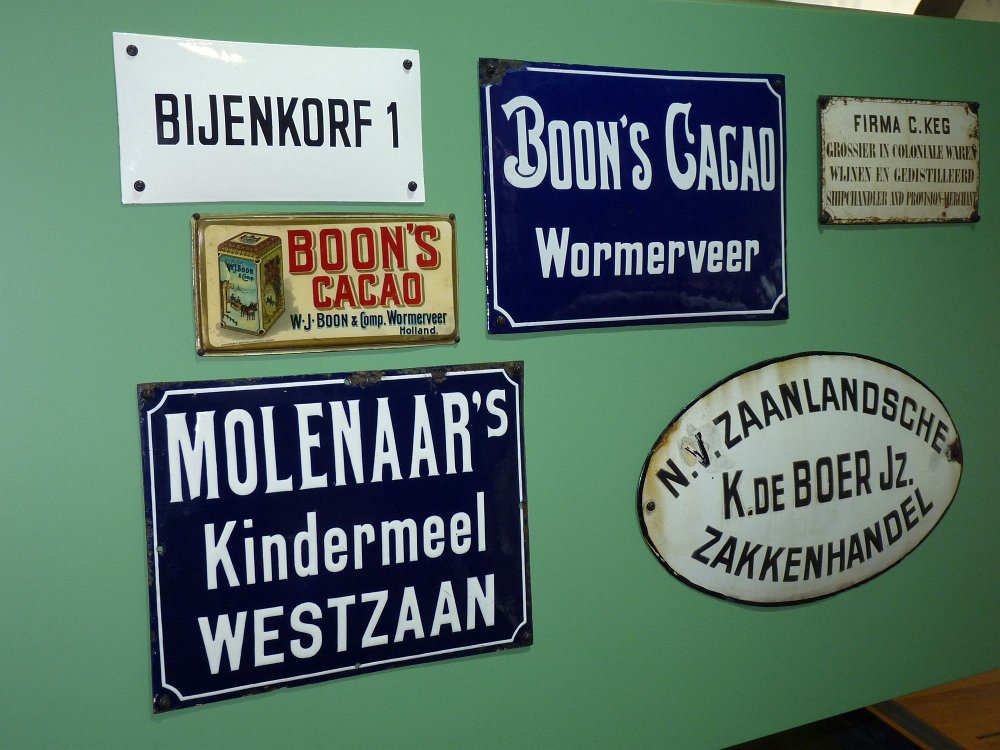 BIJENKORF 1
BOON'S CACAO
Wormerveer
FIRMA C. KEG
GROSSIER IN COLONIALE WAREN
WIJNEN EN GEDISTILLEERD
SHIPCHANDLER AND PROVISION-MERCHANT
BOON'S
CACAO
W.J. BOON & Comp. Wormerveer
Holland.
MOLENAAR'S
Kindermeel
WESTZAAN
N.V. ZAANLANDSCHE
K. DE BOER JZ.
ZAKKENHANDEL